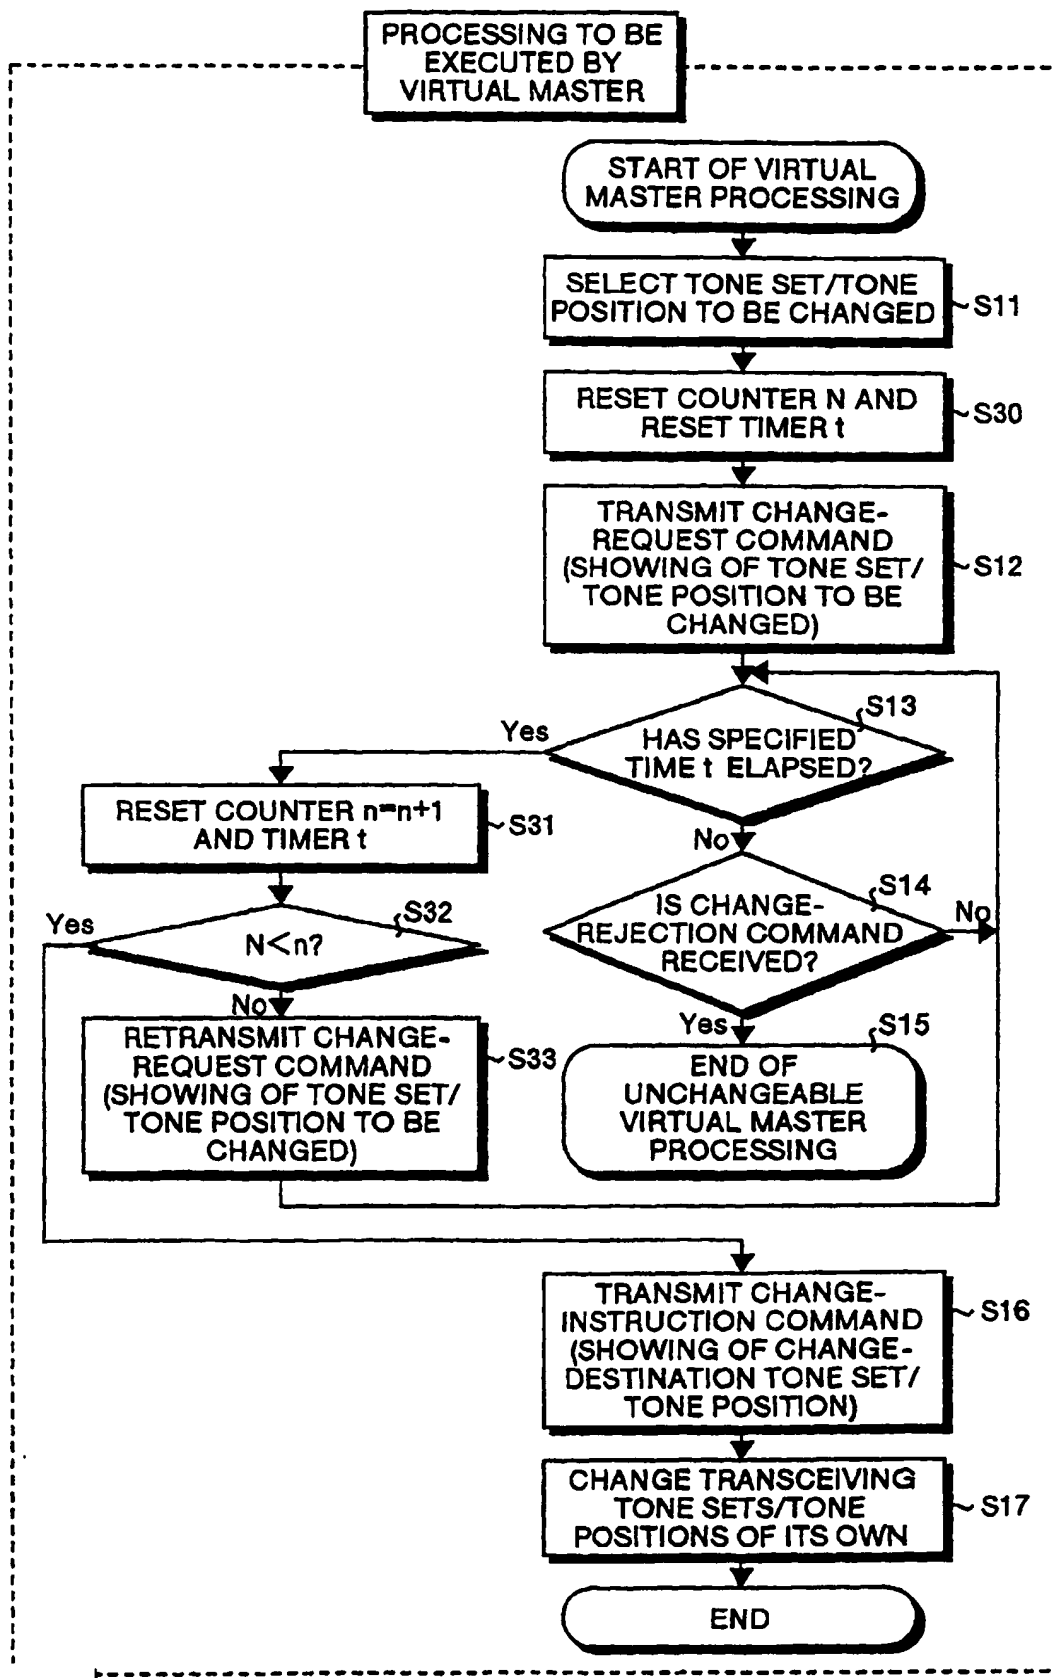 PROCESSING TO BE
EXECUTED BY
VIRTUAL MASTER
START OF VIRTUAL
MASTER PROCESSING
SELECT TONE SET/TONE
POSITION TO BE CHANGED
S11
RESET COUNTER N AND
RESET TIMER t
S30
TRANSMIT CHANGE-
REQUEST COMMAND
(SHOWING OF TONE SET/
TONE POSITION TO BE
CHANGED)
S12
S13
HAS SPECIFIED
TIME t ELAPSED?
Yes
No
RESET COUNTER n=n+1
AND TIMER t
S31
S14
IS CHANGE-
REJECTION COMMAND
RECEIVED?
No
Yes
S32
N<n?
Yes
No
RETRANSMIT CHANGE-
REQUEST COMMAND
(SHOWING OF TONE SET/
TONE POSITION TO BE
CHANGED)
S33
S15
END OF
UNCHANGEABLE
VIRTUAL MASTER
PROCESSING
TRANSMIT CHANGE-
INSTRUCTION COMMAND
(SHOWING OF CHANGE-
DESTINATION TONE SET/
TONE POSITION)
S16
CHANGE TRANSCEIVING
TONE SETS/TONE
POSITIONS OF ITS OWN
S17
END